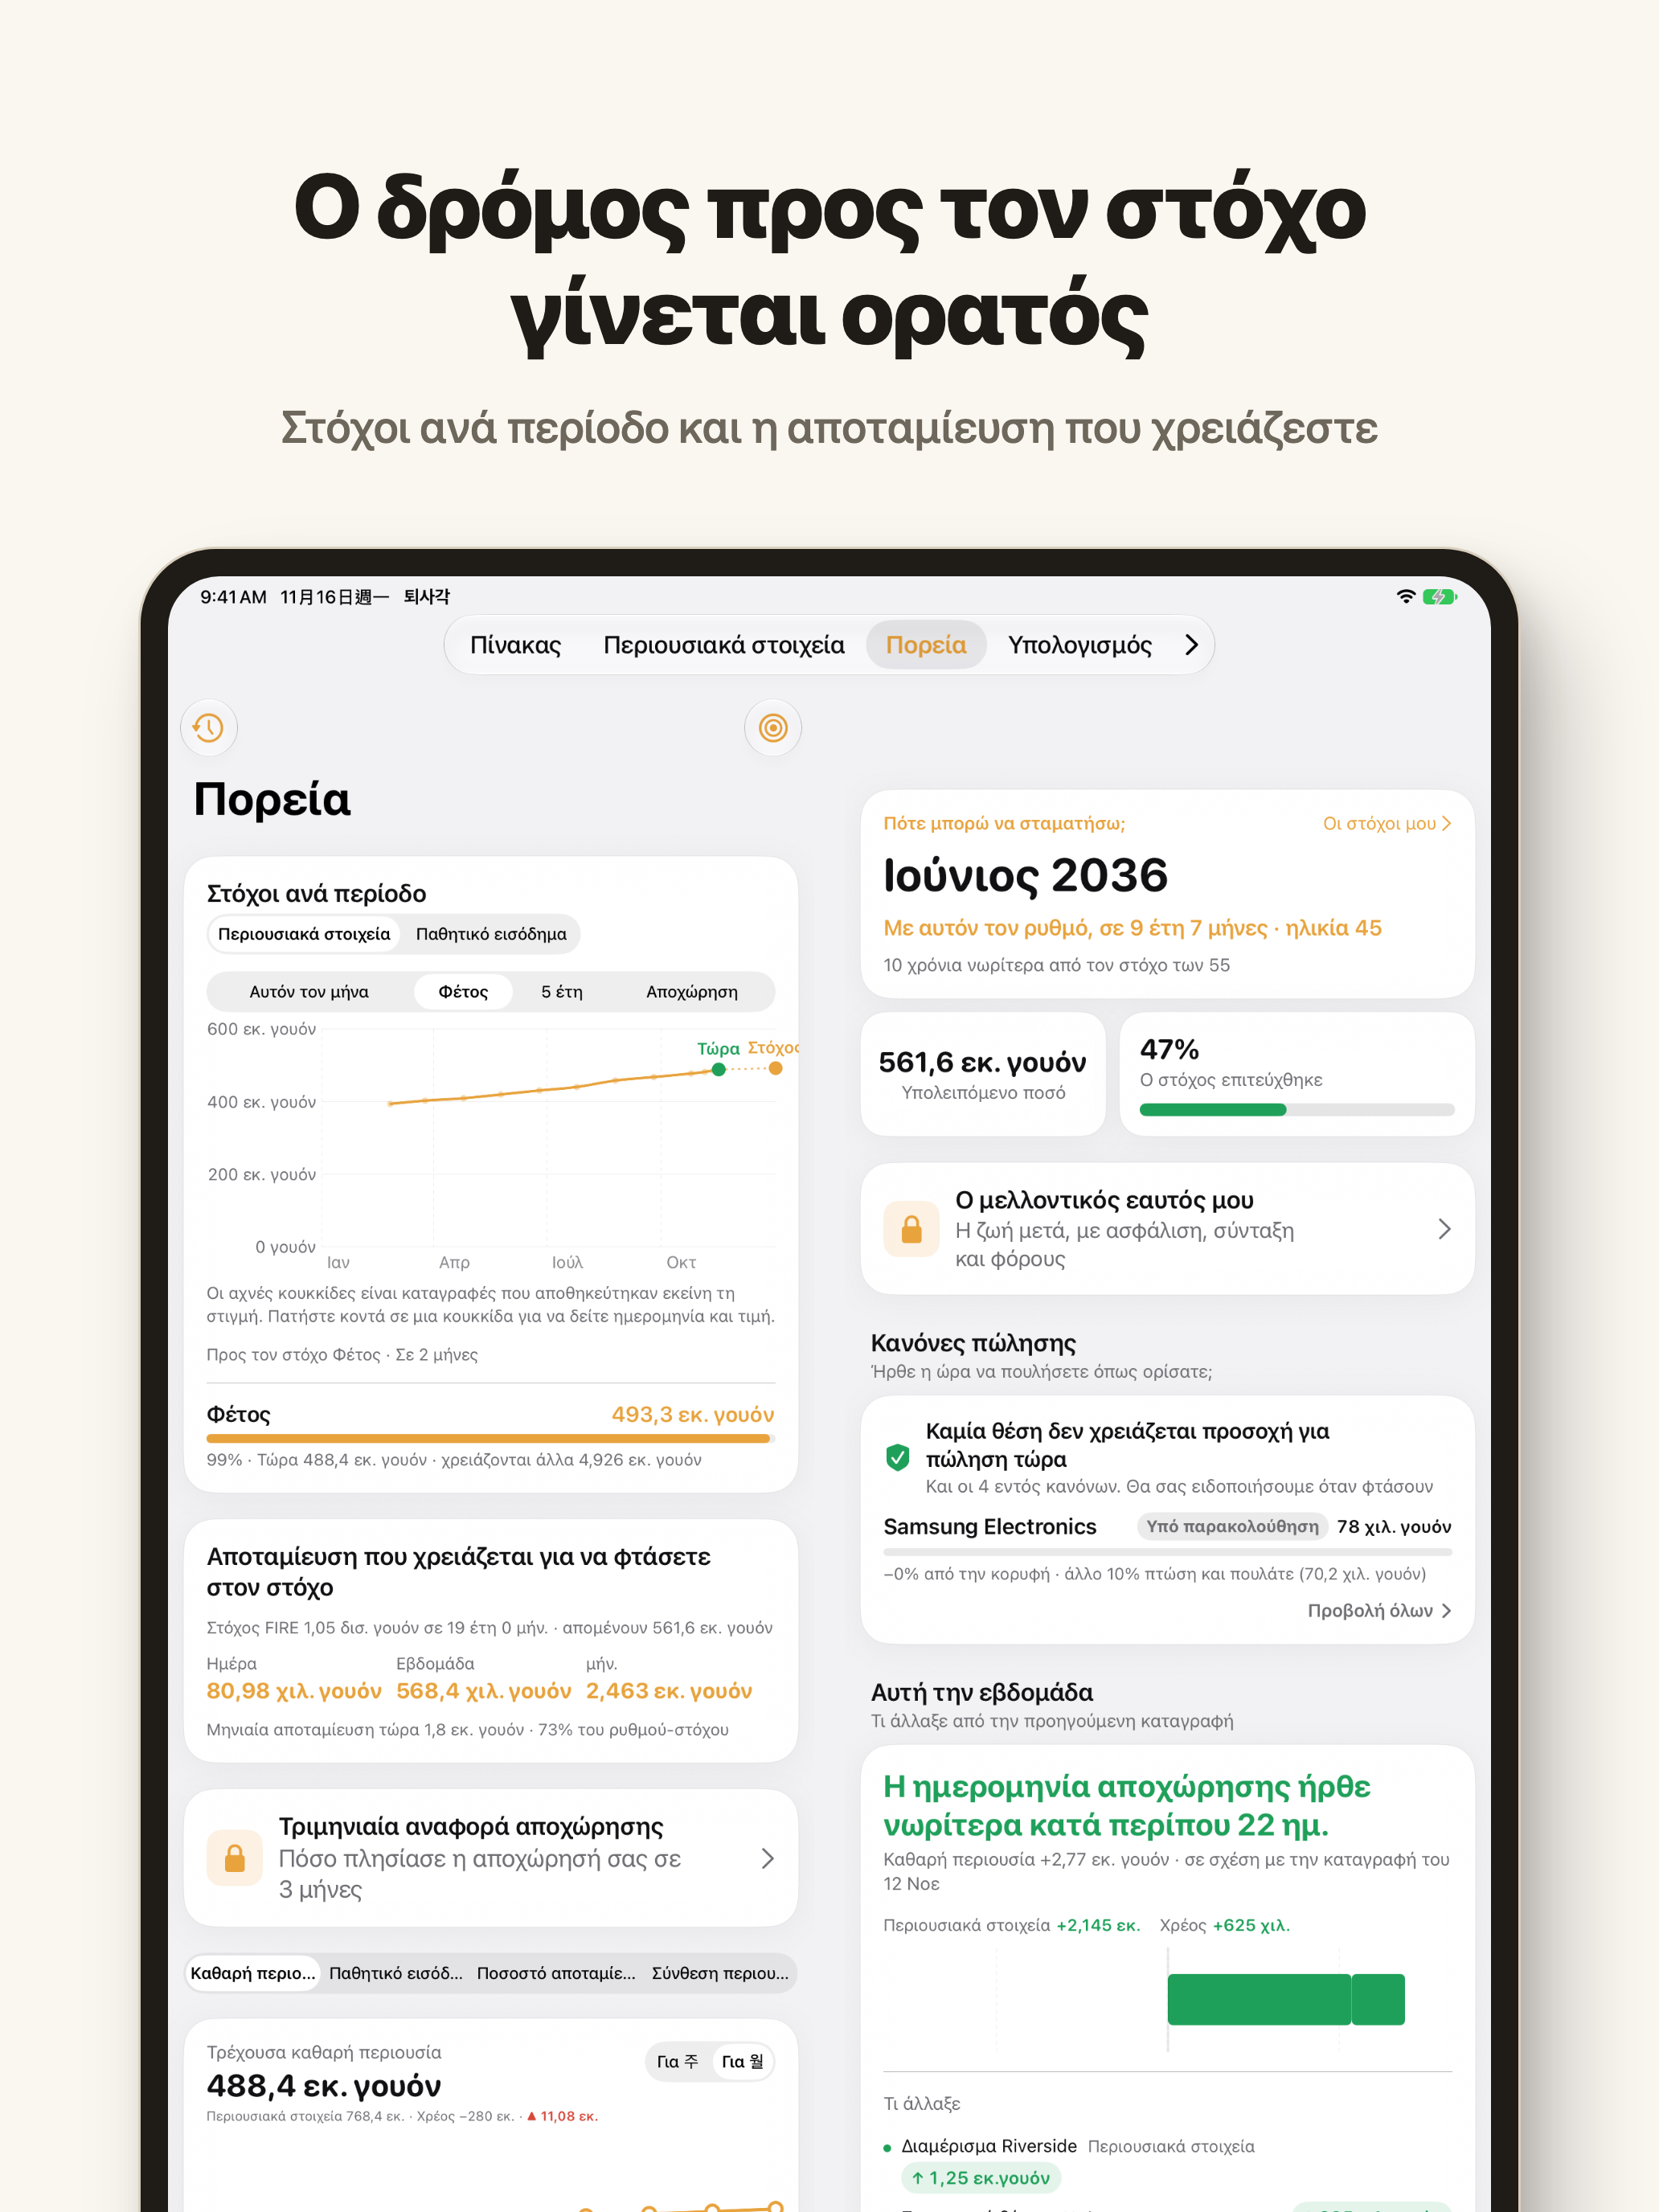 Ο δρόμος προς τον στόχο
γίνεται ορατός
Στόχοι ανά περίοδο και η αποταμίευση που χρειάζεστε
9:41 AM 11月16日週一 퇴사각
Πίνακας Περιουσιακά στοιχεία Πορεία Υπολογισμός
Πορεία
Στόχοι ανά περίοδο
Περιουσιακά στοιχεία Παθητικό εισόδημα
Αυτόν τον μήνα Φέτος 5 έτη Αποχώρηση
600 εκ. γουόν
Τώρα Στόχος
400 εκ. γουόν
200 εκ. γουόν
0 γουόν
Ιαν Απρ Ιούλ Οκτ
Οι αχνές κουκκίδες είναι καταγραφές που αποθηκεύτηκαν εκείνη τη
στιγμή. Πατήστε κοντά σε μια κουκκίδα για να δείτε ημερομηνία και τιμή.
Προς τον στόχο Φέτος · Σε 2 μήνες
Φέτος 493,3 εκ. γουόν
99% · Τώρα 488,4 εκ. γουόν · χρειάζονται άλλα 4,926 εκ. γουόν
Αποταμίευση που χρειάζεται για να φτάσετε
στον στόχο
Στόχος FIRE 1,05 δισ. γουόν σε 19 έτη 0 μήν. · απομένουν 561,6 εκ. γουόν
Ημέρα Εβδομάδα μήν.
80,98 χιλ. γουόν 568,4 χιλ. γουόν 2,463 εκ. γουόν
Μηνιαία αποταμίευση τώρα 1,8 εκ. γουόν · 73% του ρυθμού-στόχου
Τριμηνιαία αναφορά αποχώρησης
Πόσο πλησίασε η αποχώρησή σας σε
3 μήνες
Καθαρή περιο... Παθητικό εισόδ... Ποσοστό αποταμίε... Σύνθεση περιου...
Τρέχουσα καθαρή περιουσία
Για 주 Για 월
488,4 εκ. γουόν
Περιουσιακά στοιχεία 768,4 εκ. · Χρέος −280 εκ. · ▲ 11,08 εκ.
Πότε μπορώ να σταματήσω; Οι στόχοι μου
Ιούνιος 2036
Με αυτόν τον ρυθμό, σε 9 έτη 7 μήνες · ηλικία 45
10 χρόνια νωρίτερα από τον στόχο των 55
561,6 εκ. γουόν
Υπολειπόμενο ποσό
47%
Ο στόχος επιτεύχθηκε
Ο μελλοντικός εαυτός μου
Η ζωή μετά, με ασφάλιση, σύνταξη
και φόρους
Κανόνες πώλησης
Ήρθε η ώρα να πουλήσετε όπως ορίσατε;
Καμία θέση δεν χρειάζεται προσοχή για
πώληση τώρα
Και οι 4 εντός κανόνων. Θα σας ειδοποιήσουμε όταν φτάσουν
Samsung Electronics Υπό παρακολούθηση 78 χιλ. γουόν
−0% από την κορυφή · άλλο 10% πτώση και πουλάτε (70,2 χιλ. γουόν)
Προβολή όλων
Αυτή την εβδομάδα
Τι άλλαξε από την προηγούμενη καταγραφή
Η ημερομηνία αποχώρησης ήρθε
νωρίτερα κατά περίπου 22 ημ.
Καθαρή περιουσία +2,77 εκ. γουόν · σε σχέση με την καταγραφή του
12 Νοε
Περιουσιακά στοιχεία +2,145 εκ. Χρέος +625 χιλ.
Τι άλλαξε
Διαμέρισμα Riverside Περιουσιακά στοιχεία
↑ 1,25 εκ.γουόν